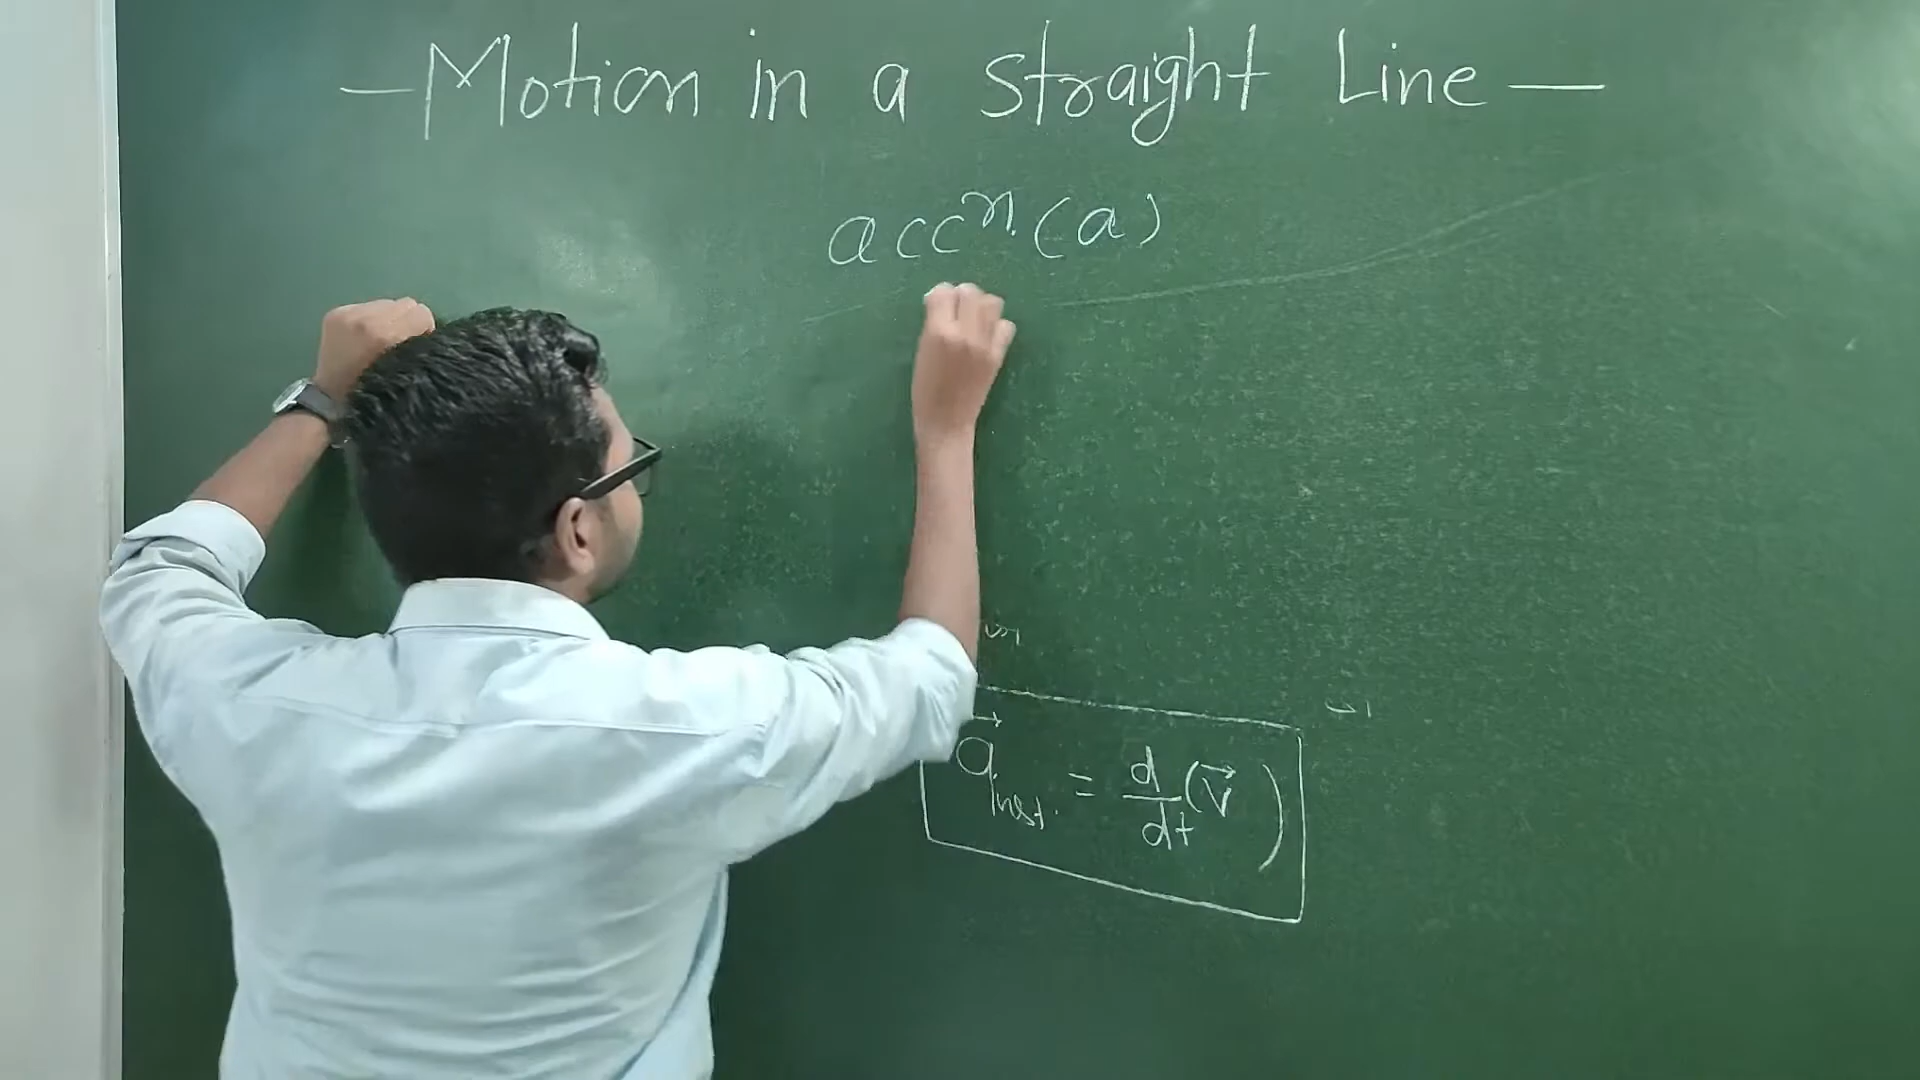 — Motion in a Straight Line —
accⁿ. (a)
a⃗inst. = d/dt (v⃗)